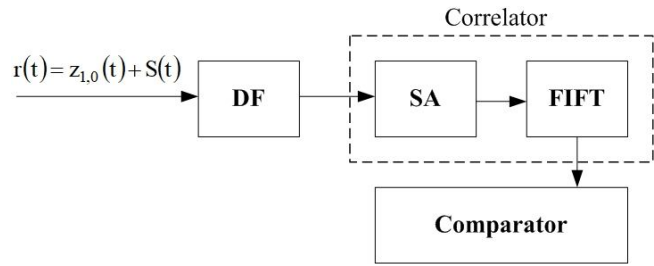 Correlator
r(t)= z₁,₀(t)+S(t)
DF
SA
FIFT
Comparator